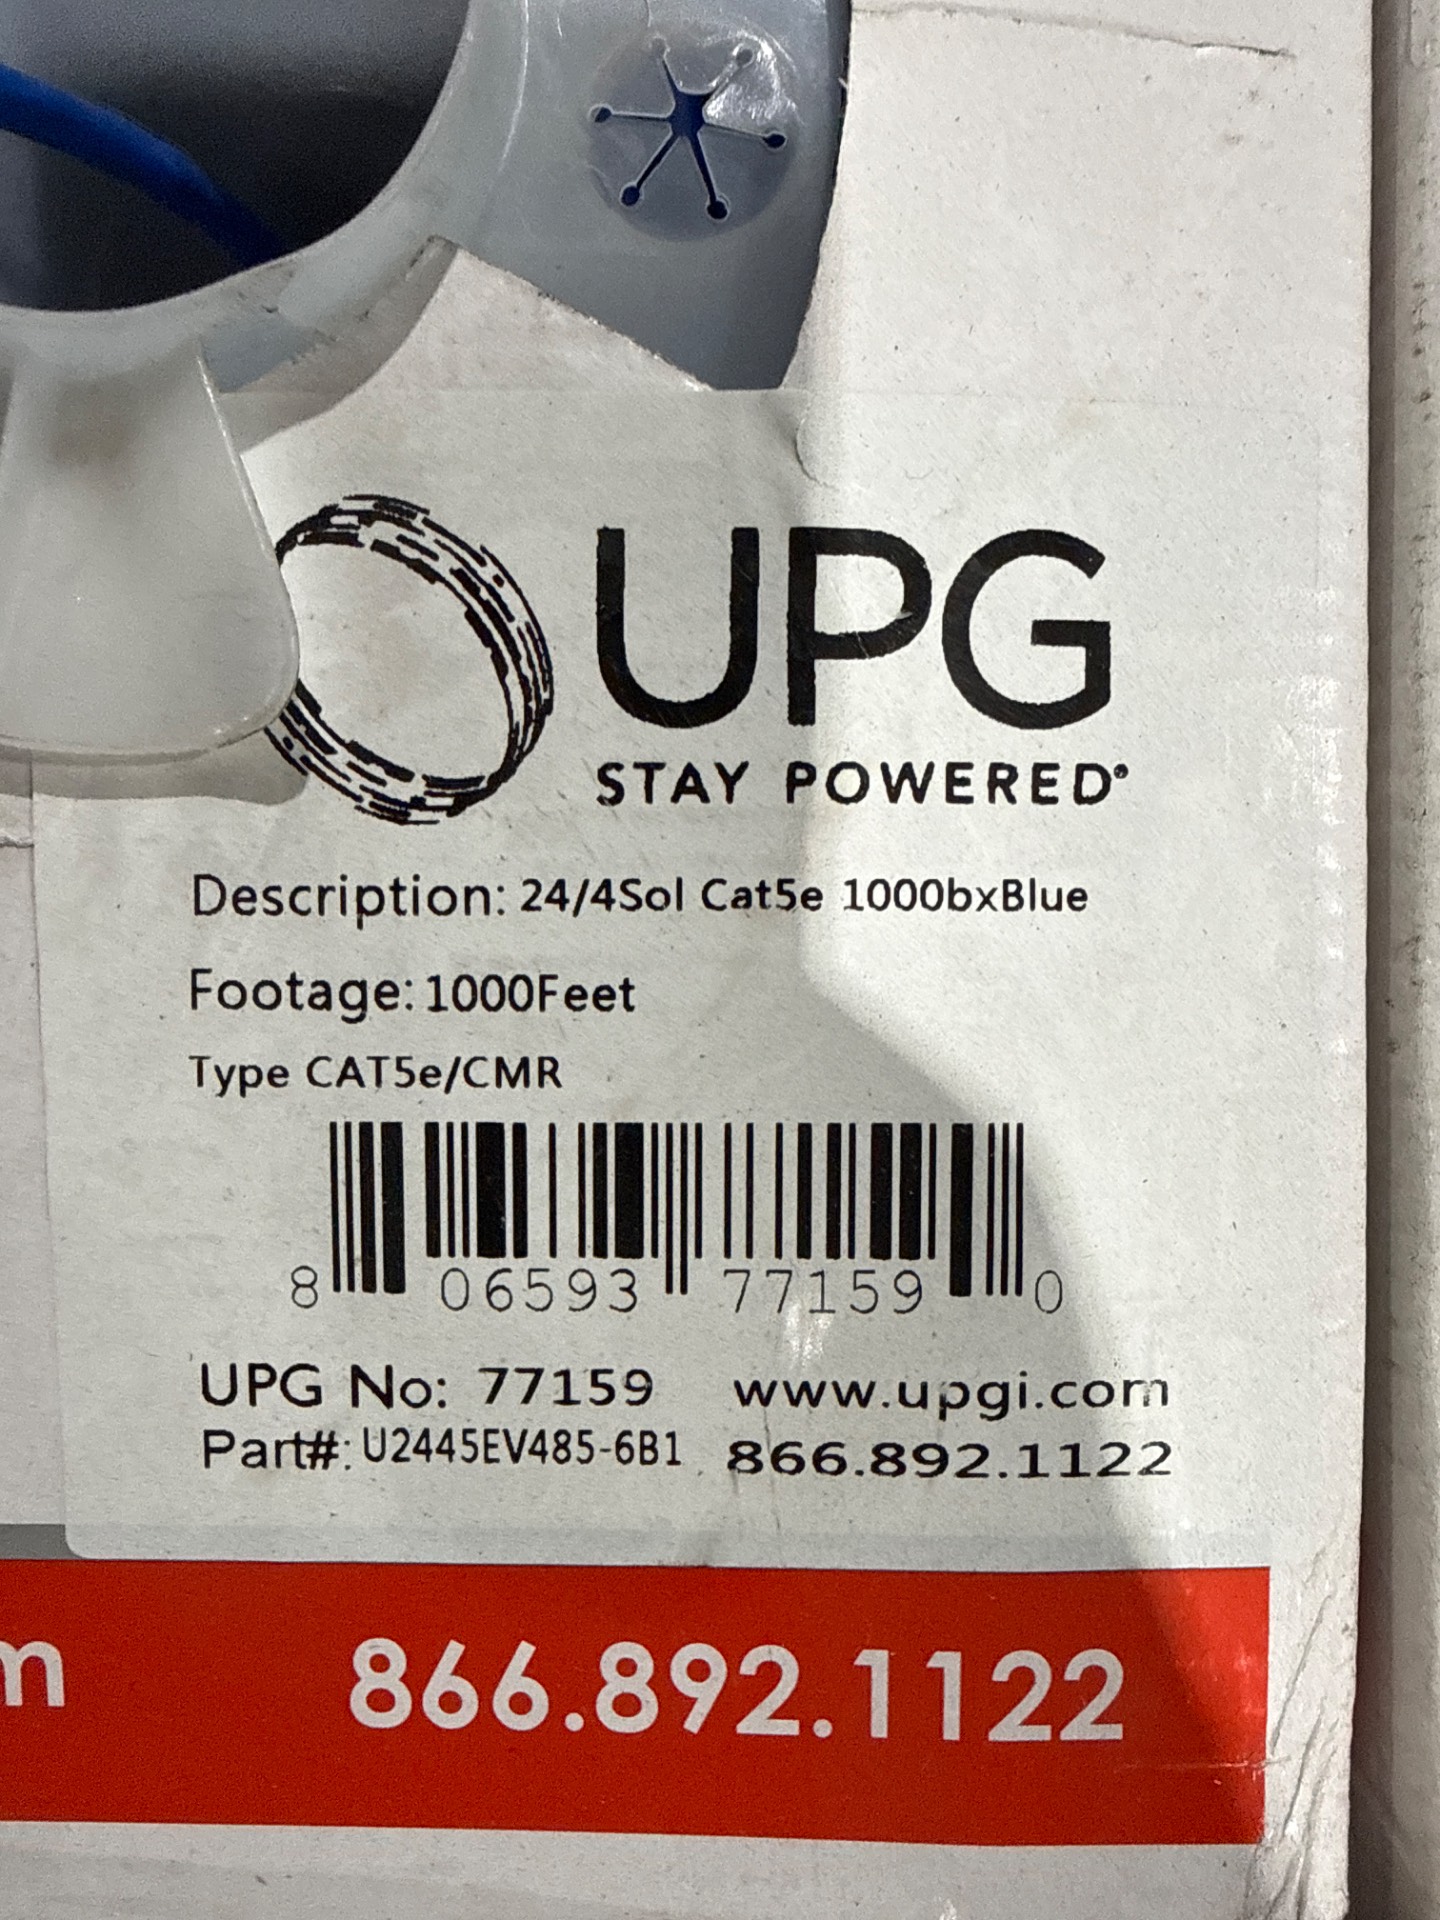 UPG
STAY POWERED®
Description: 24/4Sol Cat5e 1000bxBlue
Footage: 1000Feet
Type CAT5e/CMR
8 06593 77159 0
UPG No: 77159 www.upgi.com
Part#: U2445EV485-6B1 866.892.1122
m 866.892.1122